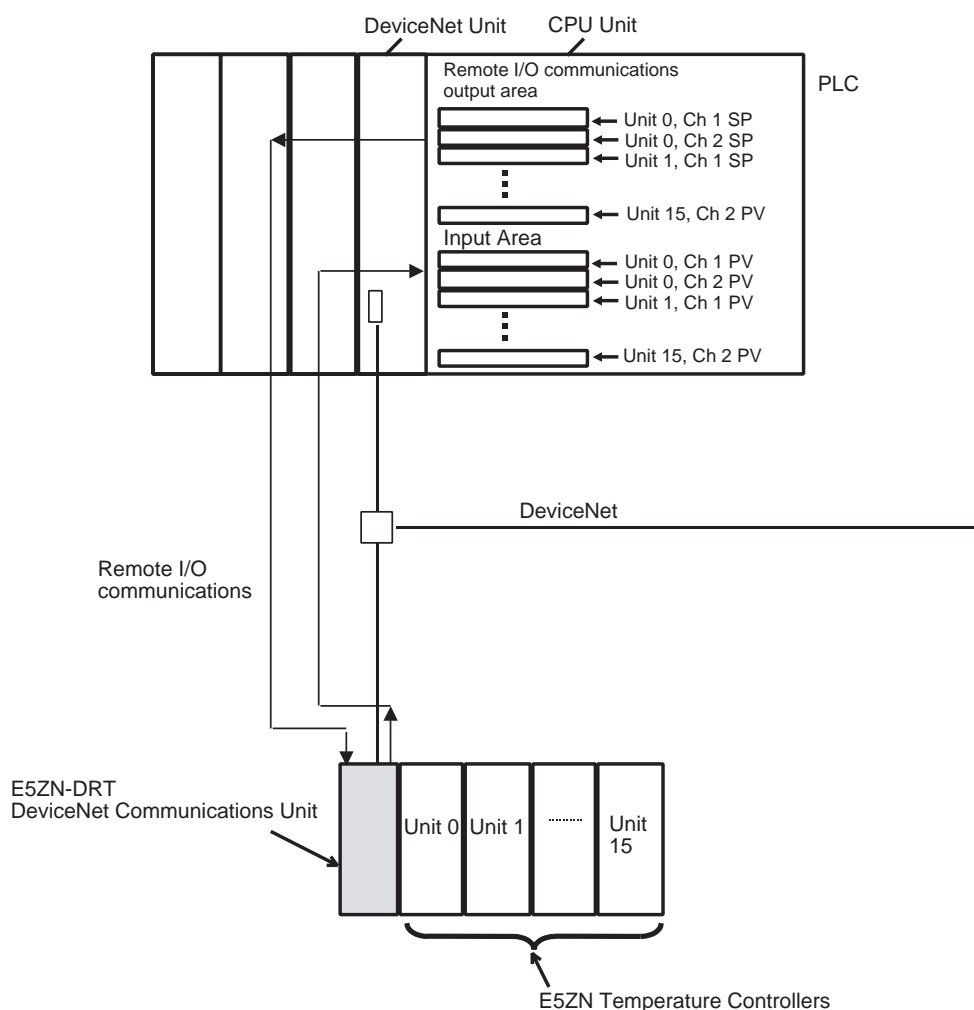 DeviceNet Unit
CPU Unit
Remote I/O communications
output area
PLC
Unit 0, Ch 1 SP
Unit 0, Ch 2 SP
Unit 1, Ch 1 SP
Unit 15, Ch 2 PV
Input Area
Unit 0, Ch 1 PV
Unit 0, Ch 2 PV
Unit 1, Ch 1 PV
Unit 15, Ch 2 PV
DeviceNet
Remote I/O
communications
E5ZN-DRT
DeviceNet Communications Unit
Unit 0
Unit 1
Unit
15
E5ZN Temperature Controllers